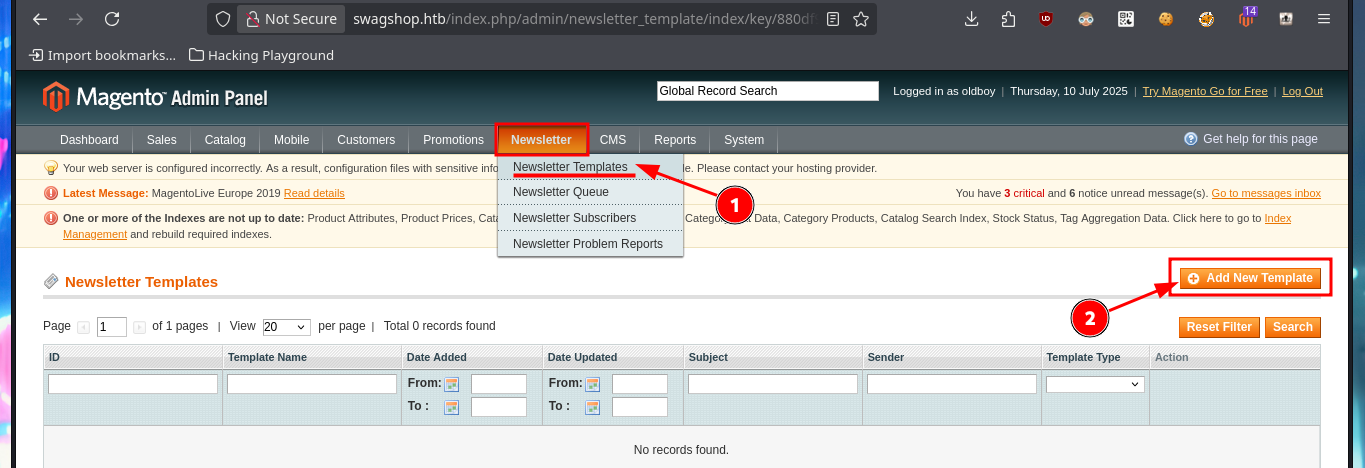 Not Secure swagshop.htb/index.php/admin/newsletter_template/index/key/880df
14
Import bookmarks... Hacking Playground
Magento Admin Panel Global Record Search Logged in as oldboy | Thursday, 10 July 2025 | Try Magento Go for Free | Log Out
Dashboard Sales Catalog Mobile Customers Promotions Newsletter CMS Reports System Get help for this page
Your web server is configured incorrectly. As a result, configuration files with sensitive e. Please contact your hosting provider.
Newsletter Templates
Latest Message: MagentoLive Europe 2019 Read details You have 3 critical and 6 notice unread message(s). Go to messages inbox
Newsletter Queue
1
One or more of the Indexes are not up to date: Product Attributes, Product Prices, Data, Category Products, Catalog Search Index, Stock Status, Tag Aggregation Data. Click here to go to Index
Newsletter Subscribers
Management and rebuild required indexes.
Newsletter Problem Reports
Newsletter Templates Add New Template
2
Page 1 of 1 pages | View 20 per page | Total 0 records found Reset Filter Search
ID Template Name Date Added Date Updated Subject Sender Template Type Action
From: From:
To : To :
No records found.